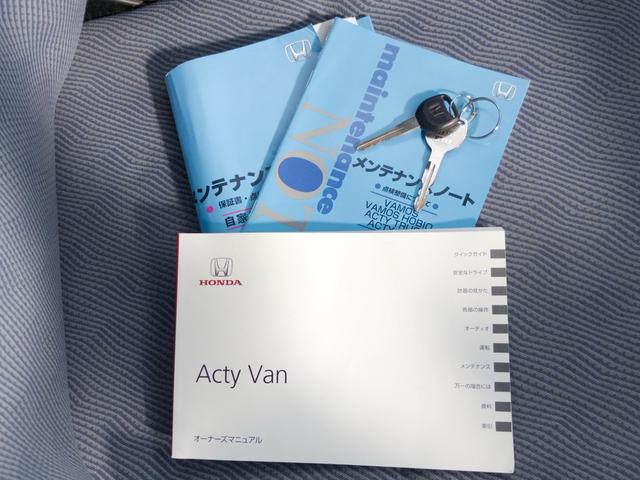 maintenance
NOT
メンテナンスノート
点検整備に
VAMOS
VAMOS HOBIO
ACTY TRUCK
ACTY
ンテナンス
保証書・
自家
HONDA
Acty Van
オーナーズマニュアル
クイックガイド
安全なドライブ
計器の見かた
各部の操作
オーディオ
運転
メンテナンス
万一の場合には
資料
索引